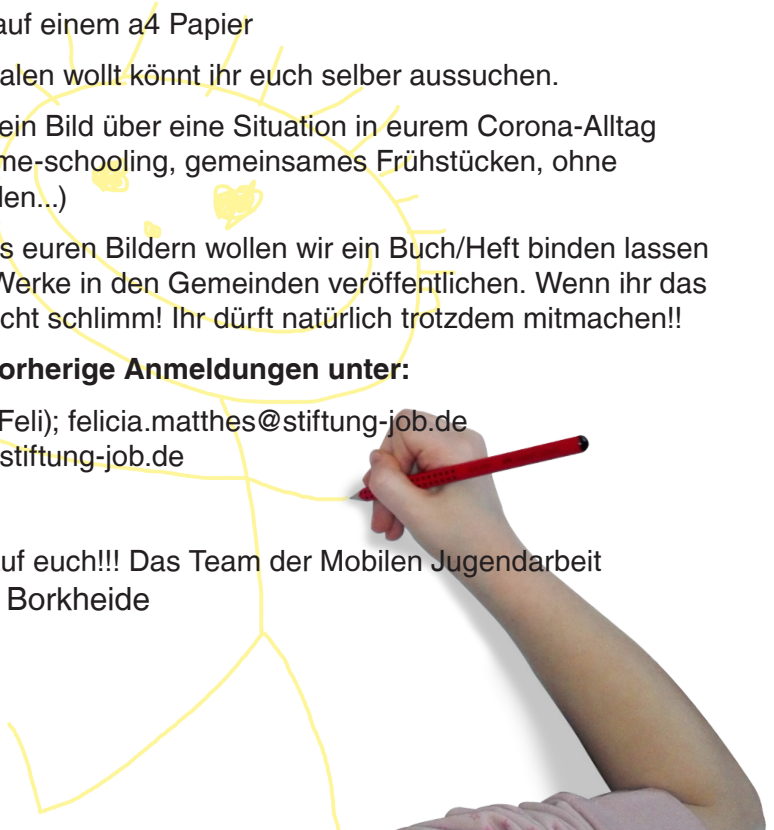 auf einem a4 Papier
alen wollt könnt ihr euch selber aussuchen.
ein Bild über eine Situation in eurem Corona-Alltag
me-schooling, gemeinsames Frühstücken, ohne
den...)
s euren Bildern wollen wir ein Buch/Heft binden lassen
Werke in den Gemeinden veröffentlichen. Wenn ihr das
cht schlimm! Ihr dürft natürlich trotzdem mitmachen!!
orherige Anmeldungen unter:
Feli); felicia.matthes@stiftung-job.de
stiftung-job.de
uf euch!!! Das Team der Mobilen Jugendarbeit
Borkheide